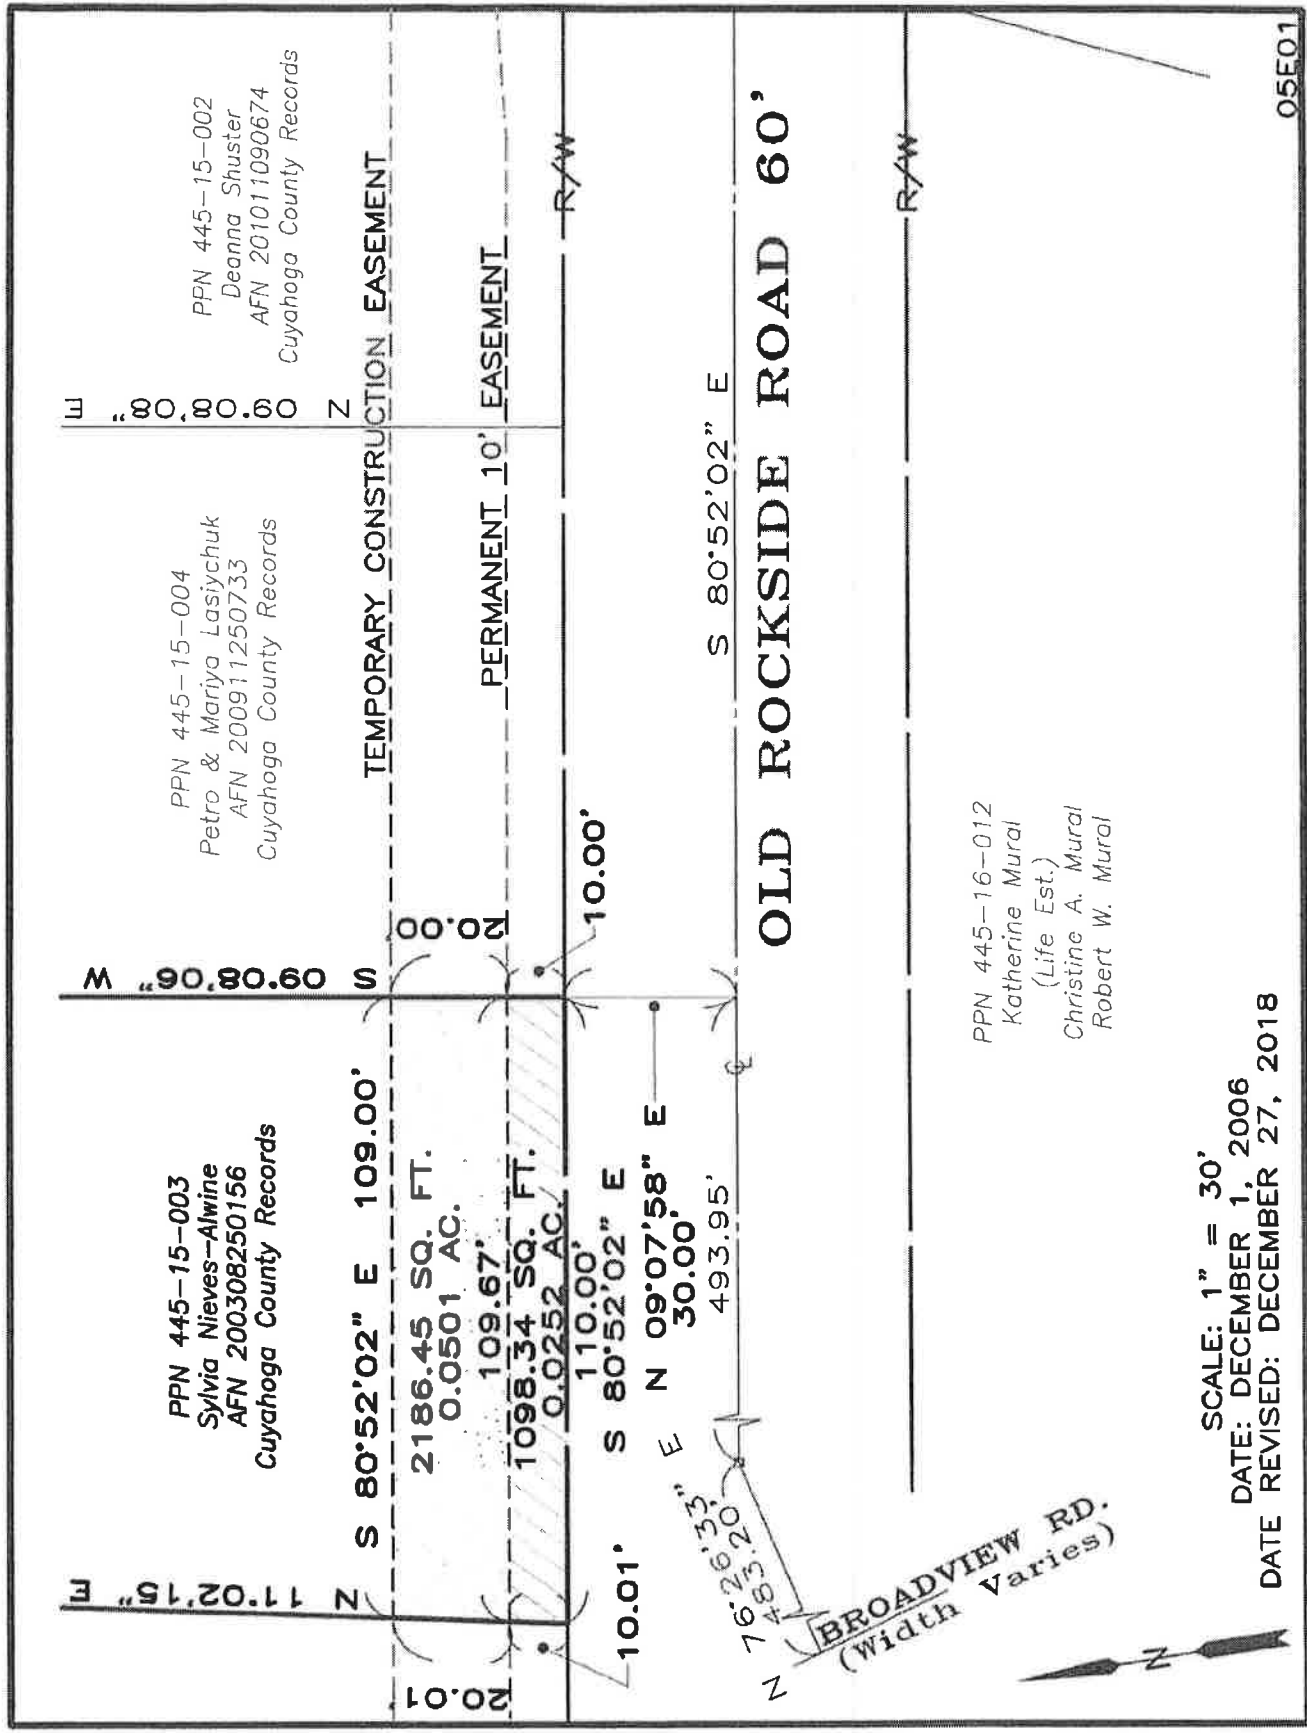 PPN 445-15-003
Sylvia Nieves-Alwine
AFN 200308250156
Cuyahoga County Records
PPN 445-15-004
Petro & Mariya Lasiychuk
AFN 200911250733
Cuyahoga County Records
PPN 445-15-002
Deanna Shuster
AFN 201011090674
Cuyahoga County Records
N 11°02'15" E
S 09°08'06" W
N 09°08'08" E
S 80°52'02" E 109.00'
TEMPORARY CONSTRUCTION EASEMENT
20.01'
20.00'
2186.45 SQ. FT.
0.0501 AC.
109.67'
PERMANENT 10' EASEMENT
1098.34 SQ. FT.
0.0252 AC.
R/W
110.00'
S 80°52'02" E
10.01'
10.00'
N 09°07'58" E
30.00'
493.95'
S 80°52'02" E
N 76°26'33" E
483.20'
OLD ROCKSIDE ROAD 60'
BROADVIEW RD.
(Width Varies)
R/W
PPN 445-16-012
Katherine Mural
(Life Est.)
Christine A. Mural
Robert W. Mural
N
SCALE: 1" = 30'
DATE: DECEMBER 1, 2006
DATE REVISED: DECEMBER 27, 2018
05E01